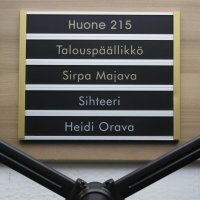 Huone 215
Talouspäällikkö
Sirpa Majava
Sihteeri
Heidi Orava